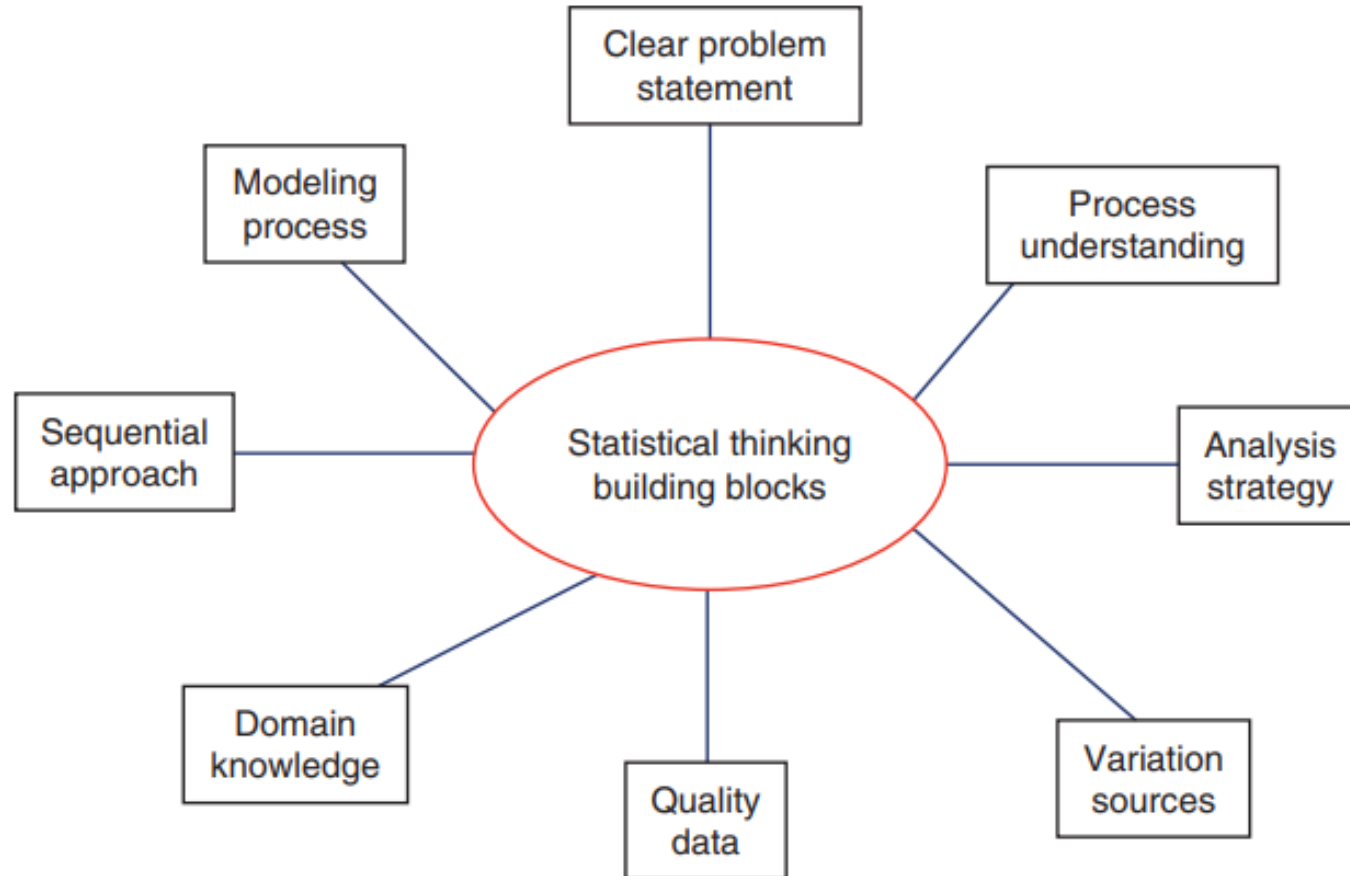 Clear problem
statement
Modeling
process
Process
understanding
Sequential
approach
Statistical thinking
building blocks
Analysis
strategy
Domain
knowledge
Quality
data
Variation
sources